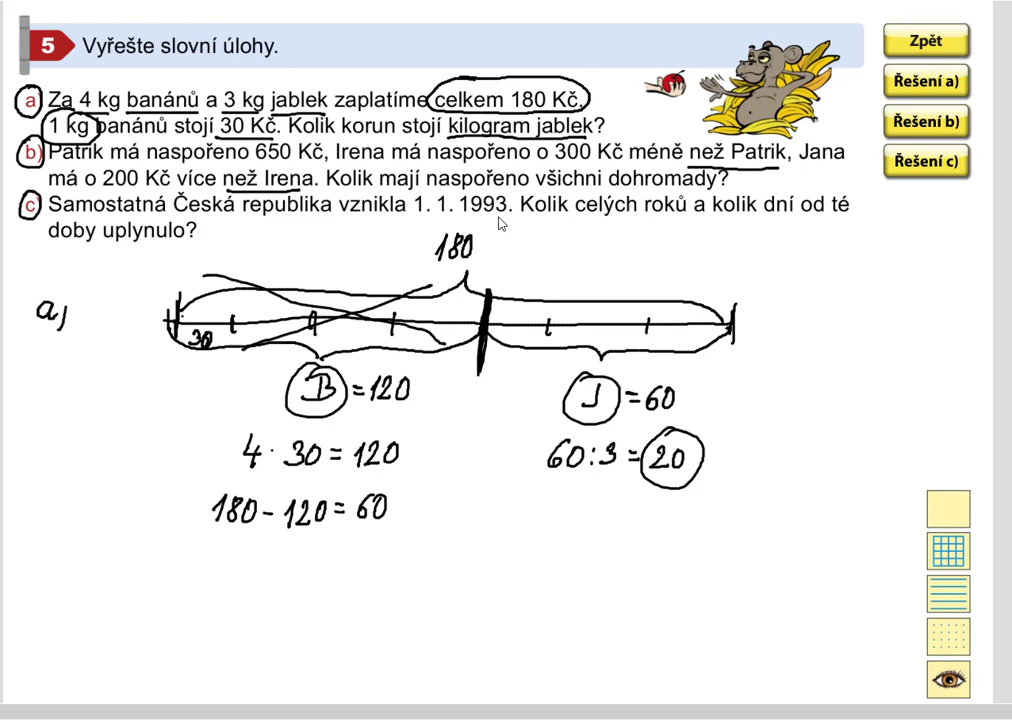 5 Vyřešte slovní úlohy.
Zpět
Řešení a)
Řešení b)
Řešení c)
a) Za 4 kg banánů a 3 kg jablek zaplatíme celkem 180 Kč.
1 kg banánů stojí 30 Kč. Kolik korun stojí kilogram jablek?
b) Patrik má naspořeno 650 Kč, Irena má naspořeno o 300 Kč méně než Patrik, Jana
má o 200 Kč více než Irena. Kolik mají naspořeno všichni dohromady?
c) Samostatná Česká republika vznikla 1. 1. 1993. Kolik celých roků a kolik dní od té
doby uplynulo?
180
a)
30
B = 120
J = 60
4 · 30 = 120
60 : 3 = 20
180 - 120 = 60